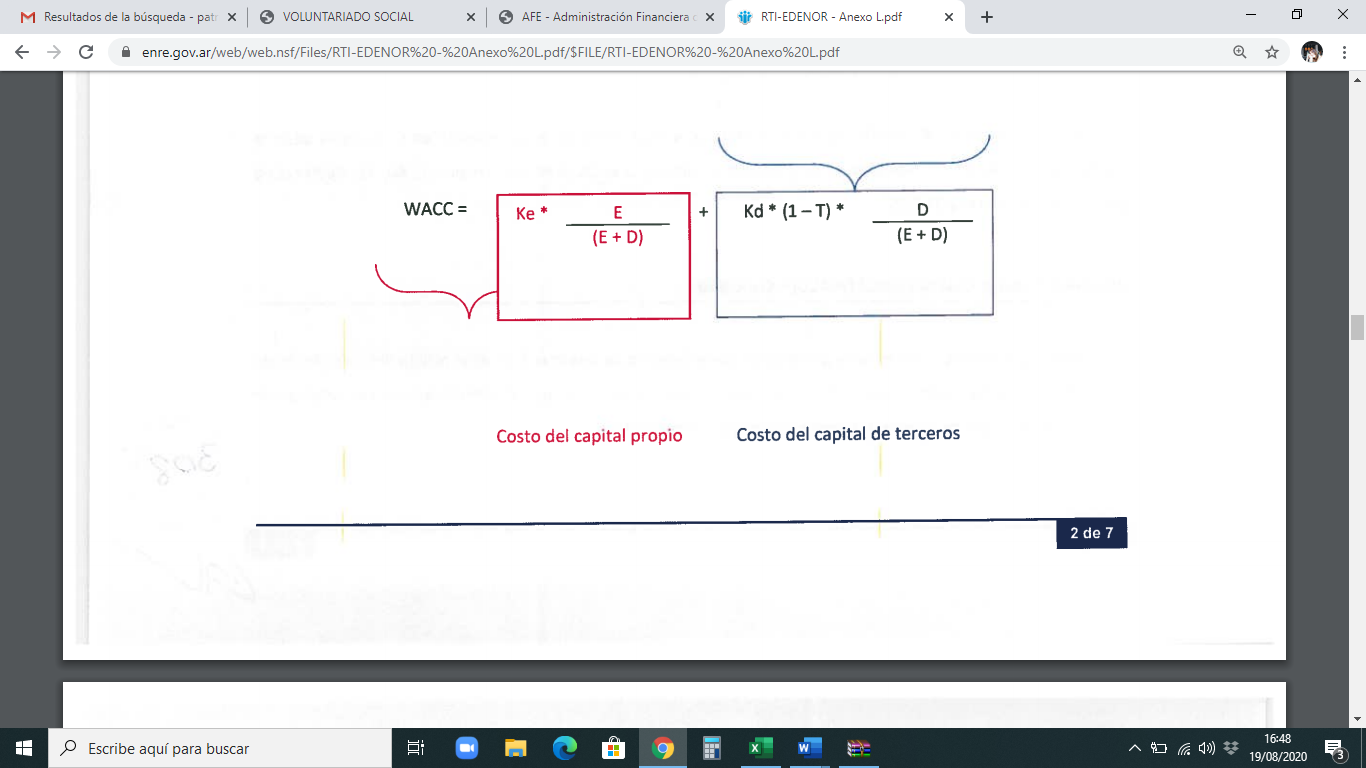 Resultados de la búsqueda - patr
VOLUNTARIADO SOCIAL
AFE - Administración Financiera
RTI-EDENOR - Anexo L.pdf
enre.gov.ar/web/web.nsf/Files/RTI-EDENOR%20-%20Anexo%20L.pdf/$FILE/RTI-EDENOR%20-%20Anexo%20L.pdf
WACC = Ke * E + Kd * (1 – T) * D
(E + D) (E + D)
Costo del capital propio Costo del capital de terceros
2 de 7
Escribe aquí para buscar
16:48
19/08/2020
3